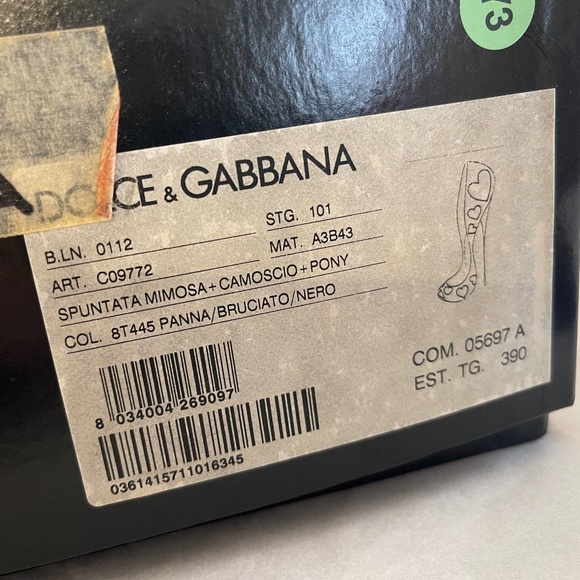 73
DOLCE & GABBANA
B.LN. 0112 STG. 101
ART. C09772 MAT. A3B43
SPUNTATA MIMOSA+CAMOSCIO+PONY
COL. 8T445 PANNA/BRUCIATO/NERO
COM. 05697 A
EST. TG. 390
8 034004 269097
0361415711016345